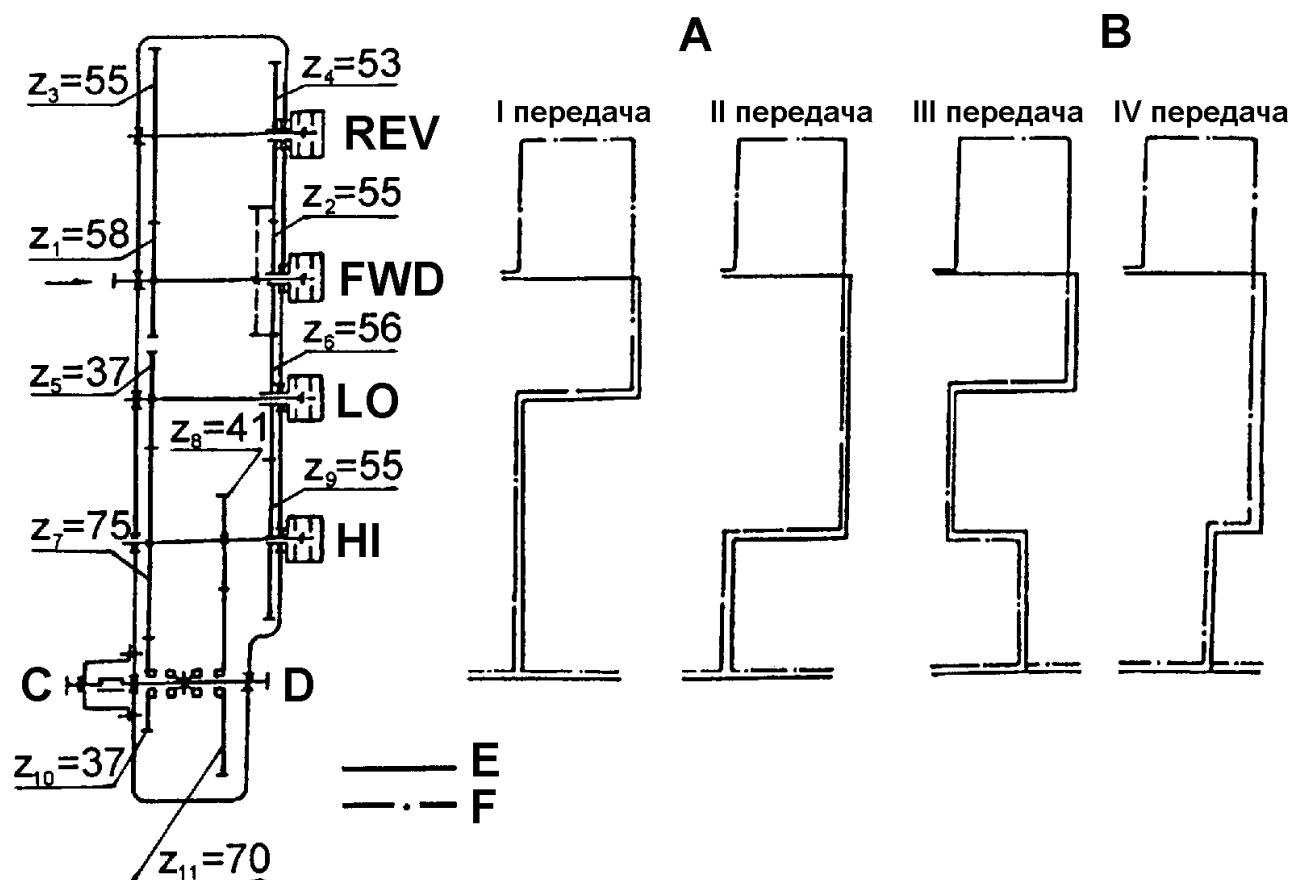 A B
I передача II передача III передача IV передача
z3=55
z4=53
REV
z2=55
z1=58
FWD
z6=56
z5=37
LO
z8=41
z9=55
z7=75
HI
C D
z10=37
E
F
z11=70